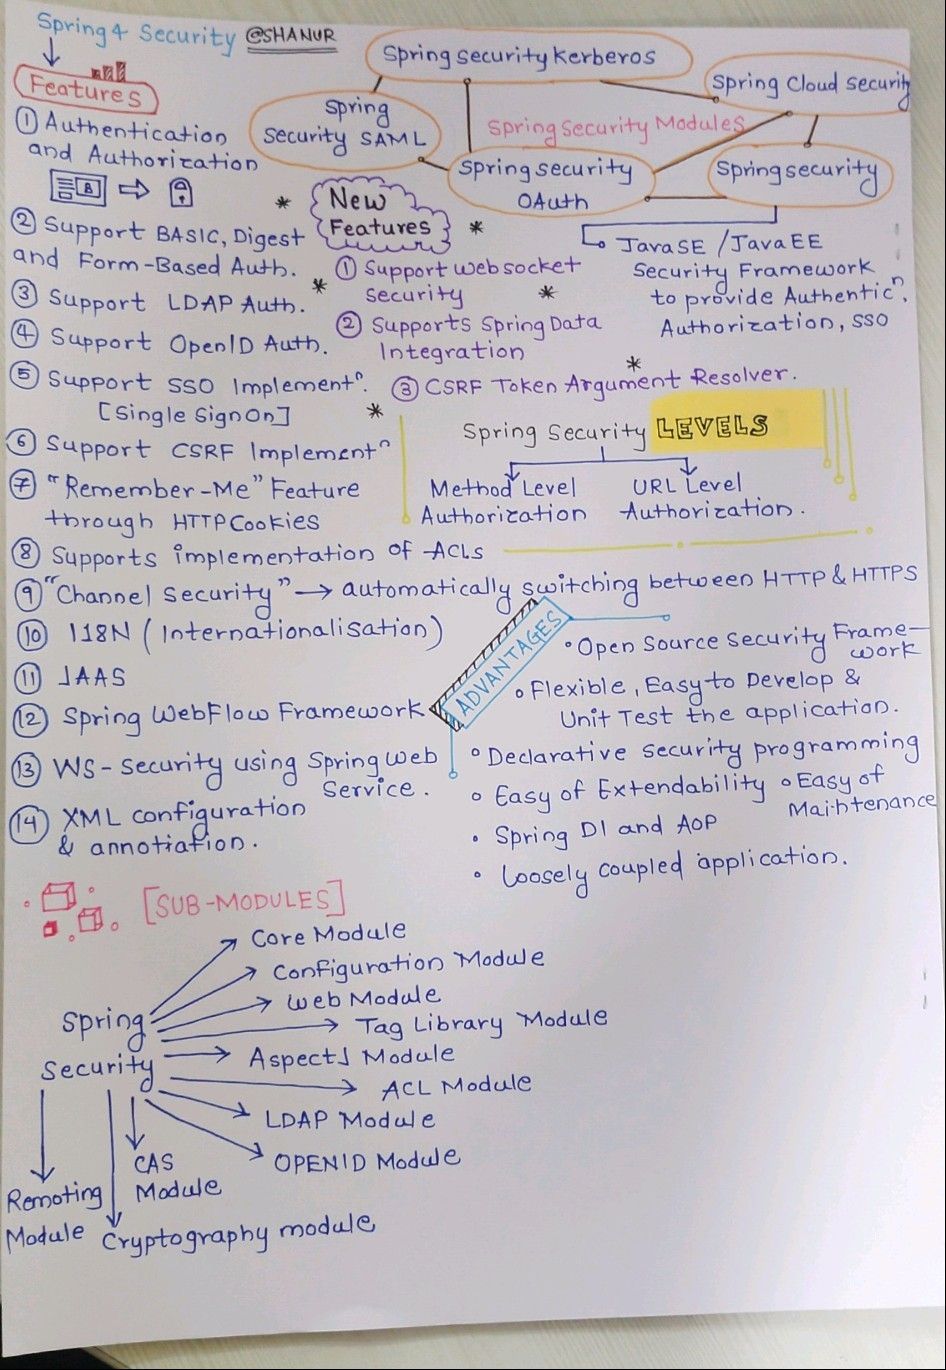 Spring 4 Security @SHANUR
Features
① Authentication
and Authorization
② Support BASIC, Digest
and Form-Based Auth.
③ Support LDAP Auth.
④ Support OpenID Auth.
⑤ Support SSO Implementⁿ.
[Single Sign On]
⑥ Support CSRF Implementⁿ
⑦ "Remember-Me" Feature
through HTTP Cookies
⑧ Supports implementation of ACLs
⑨ "Channel Security" → automatically switching between HTTP & HTTPS
⑩ I18N (Internationalisation)
⑪ JAAS
⑫ Spring WebFlow Framework
⑬ WS-Security using Spring Web
Service.
⑭ XML configuration
& annotiation.
Spring Security Kerberos
Spring Cloud Security
Spring
Security SAML
Spring Security Modules
Spring security
OAuth
Spring security
JavaSE / JavaEE
Security Framework
to provide Authenticⁿ,
Authorization, SSO
* New
Features *
① Support Websocket
Security
*
*
② Supports Spring Data
Integration
*
③ CSRF Token Argument Resolver.
*
Spring Security LEVELS
Method Level
Authorization
URL Level
Authorization.
ADVANTAGES
• Open Source Security Frame-
work
• Flexible, Easy to Develop &
Unit Test the application.
• Declarative security programming
• Easy of Extendability
• Easy of
Maintenance
• Spring DI and AOP
• Loosely coupled application.
[SUB-MODULES]
Spring
Security
Core Module
Configuration Module
Web Module
Tag Library Module
AspectJ Module
ACL Module
LDAP Module
OPENID Module
CAS
Module
Remoting
Module
Cryptography module